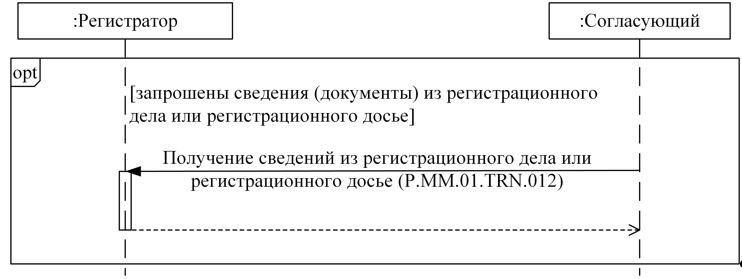 :Регистратор
:Согласующий
opt
[запрошены сведения (документы) из регистрационного
дела или регистрационного досье]
Получение сведений из регистрационного дела или
регистрационного досье (P.MM.01.TRN.012)